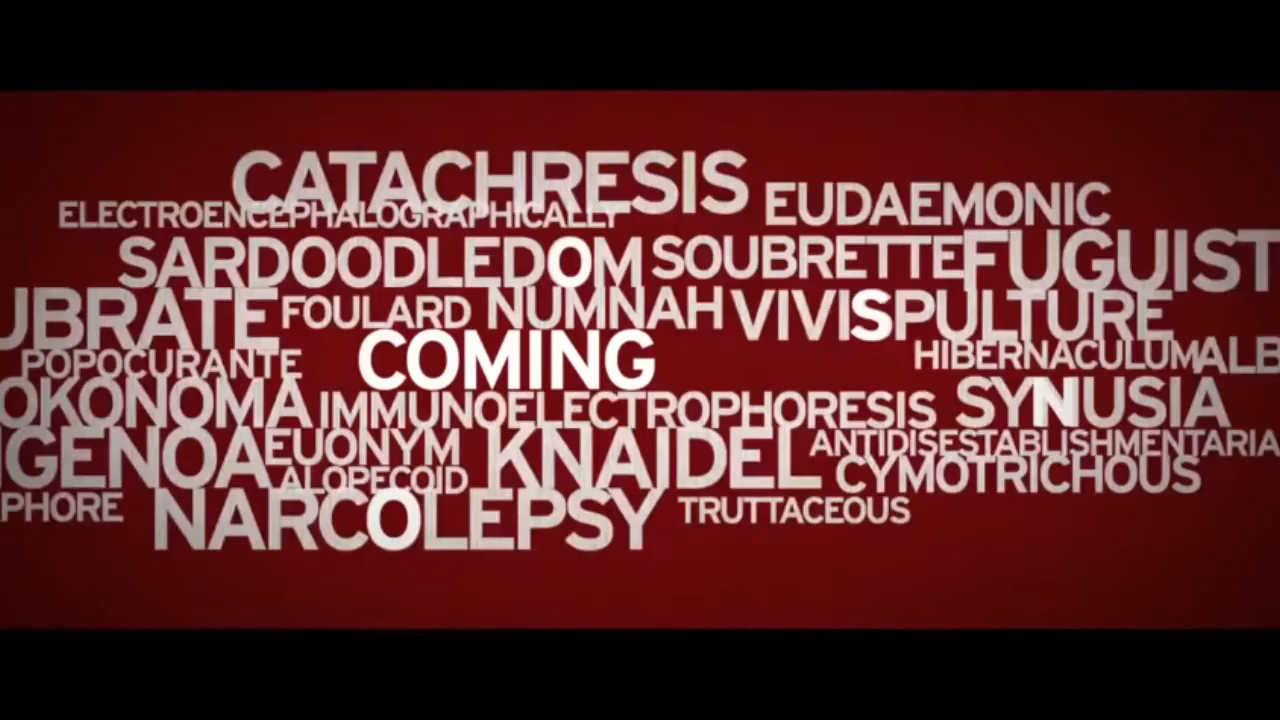 CATACHRESIS
EUDAEMONIC
ELECTROENCEPHALOGRAPHICALLY
SARDOODLEDOM SOUBRETTE FUGUIST
UBRATE FOULARD NUMNAH VIVISPULTURE
POPOCURANTE COMING HIBERNACULUM ALB
OKONOMA IMMUNOELECTROPHORESIS SYNUSIA
IGENOA EUONYM KNAIDEL ANTIDISESTABLISHMENTARIA
ALOPECOID CYMOTRICHOUS
PHORE NARCOLEPSY TRUTTACEOUS